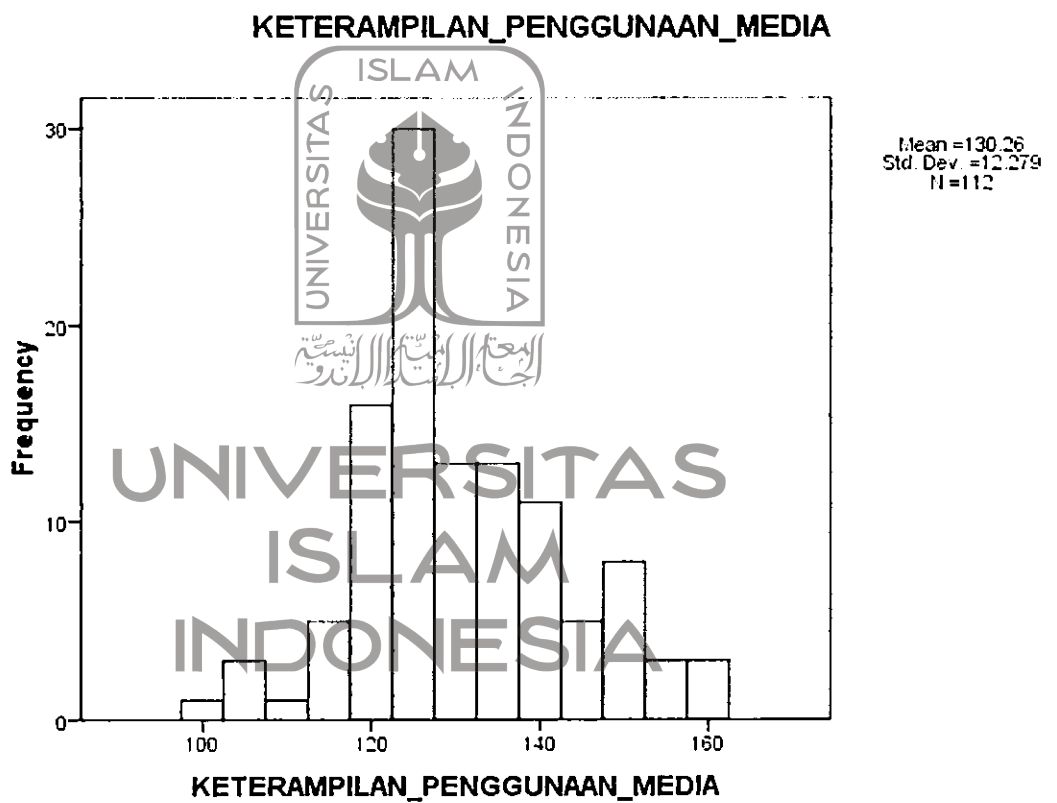 KETERAMPILAN_PENGGUNAAN_MEDIA
ISLAM
UNIVERSITAS
INDONESIA
Mean =130.26
Std. Dev. =12.279
N =112
30
20
10
0
Frequency
UNIVERSITAS
ISLAM
INDONESIA
100
120
140
160
KETERAMPILAN_PENGGUNAAN_MEDIA